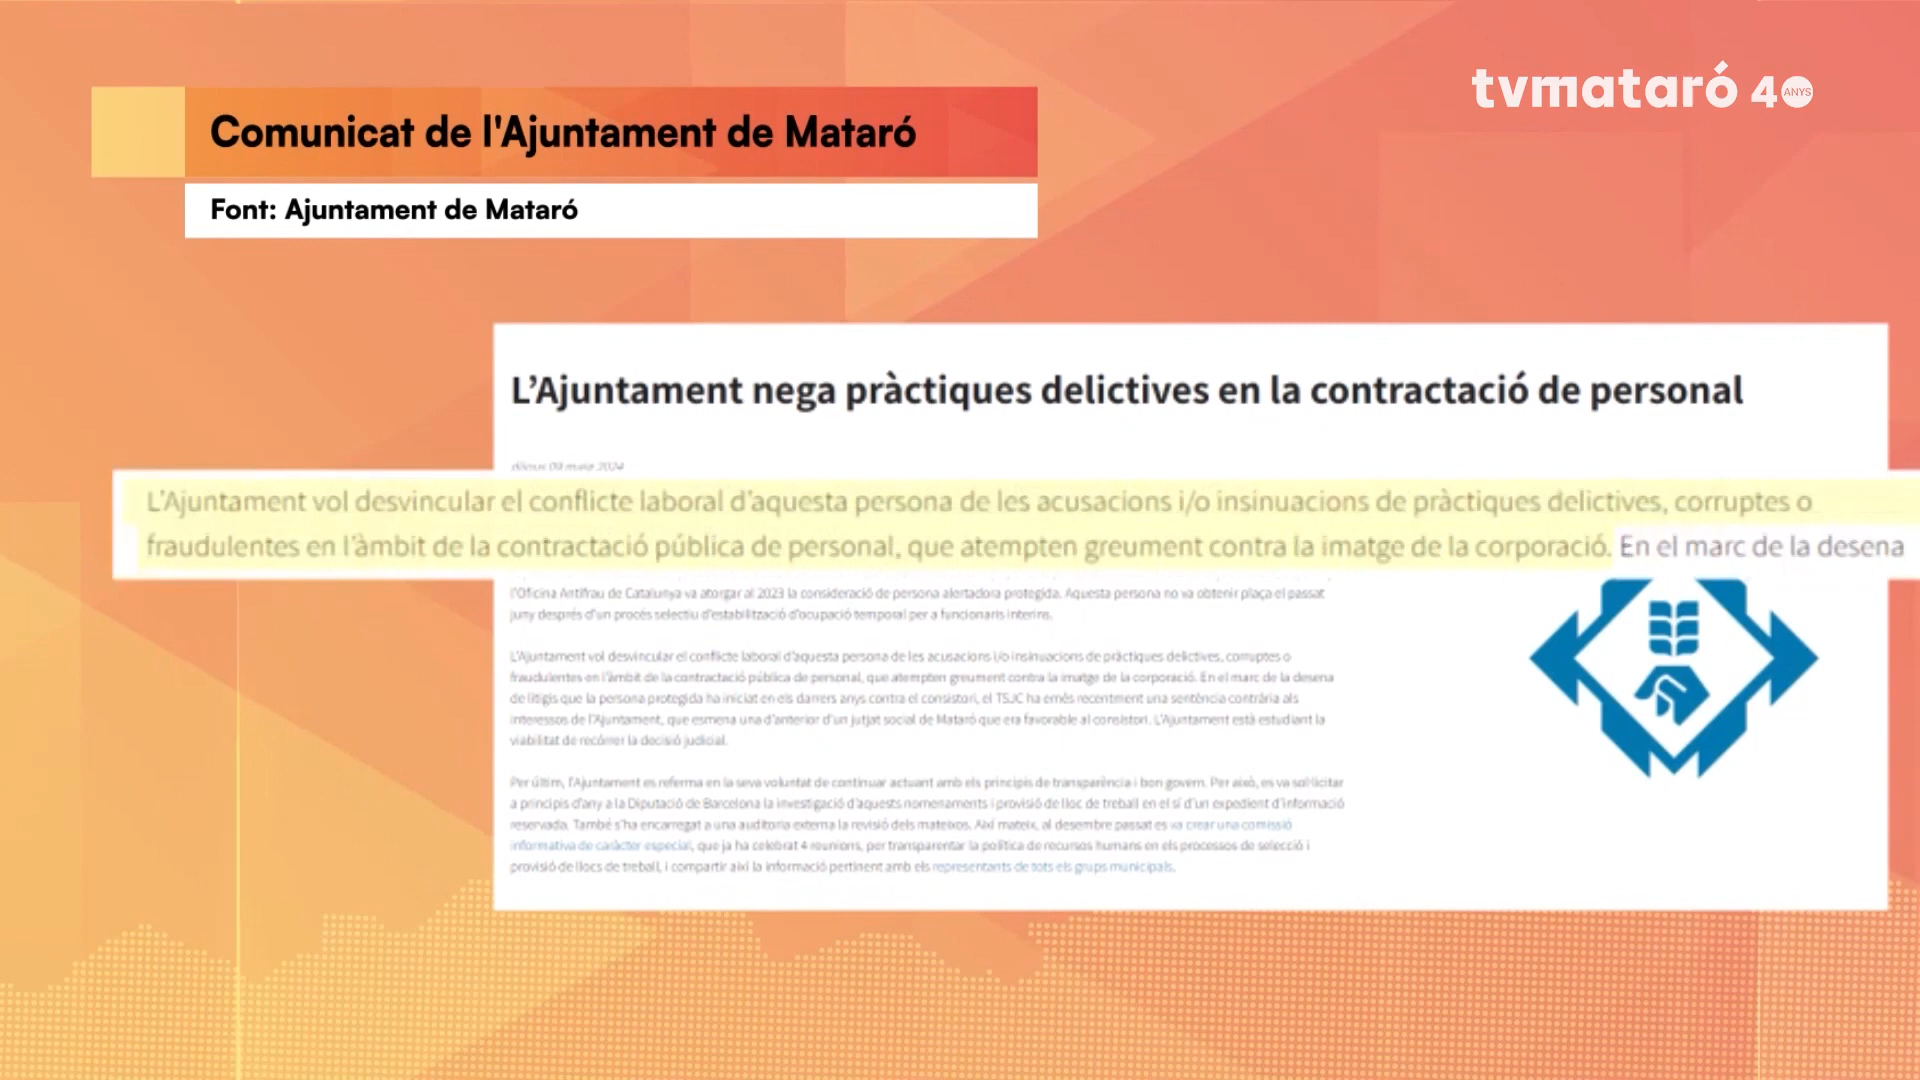 tvmataró 40 ANYS
Comunicat de l'Ajuntament de Mataró
Font: Ajuntament de Mataró
L'Ajuntament nega pràctiques delictives en la contractació de personal
dijous 09 maig 2024
L'Ajuntament vol desvincular el conflicte laboral d'aquesta persona de les acusacions i/o insinuacions de pràctiques delictives, corruptes o
fraudulentes en l'àmbit de la contractació pública de personal, que atempten greument contra la imatge de la corporació. En el marc de la desena
l'Oficina Antifrau de Catalunya va atorgar al 2023 la consideració de persona alertadora protegida. Aquesta persona no va obtenir plaça el passat
juny després d'un procés selectiu d'estabilització d'ocupació temporal per a funcionaris interins.
L'Ajuntament vol desvincular el conflicte laboral d'aquesta persona de les acusacions i/o insinuacions de pràctiques delictives, corruptes o
fraudulentes en l'àmbit de la contractació pública de personal, que atempten greument contra la imatge de la corporació. En el marc de la desena
de litigis que la persona protegida ha iniciat en els darrers anys contra el consistori, el TSJC ha emès recentment una sentència contrària als
interessos de l'Ajuntament, que esmena una d'anterior d'un jutjat social de Mataró que era favorable al consistori. L'Ajuntament està estudiant la
viabilitat de recórrer la decisió judicial.
Per últim, l'Ajuntament es referma en la seva voluntat de continuar actuant amb els principis de transparència i bon govern. Per això, es va sol·licitar
a principis d'any a la Diputació de Barcelona la investigació d'aquests nomenaments i provisió de lloc de treball en el sí d'un expedient d'informació
reservada. També s'ha encarregat a una auditoria externa la revisió dels mateixos. Així mateix, al desembre passat es va crear una comissió
informativa de caràcter especial, que ja ha celebrat 4 reunions, per transparentar la política de recursos humans en els processos de selecció i
provisió de llocs de treball, i compartir així la informació pertinent amb els representants de tots els grups municipals.